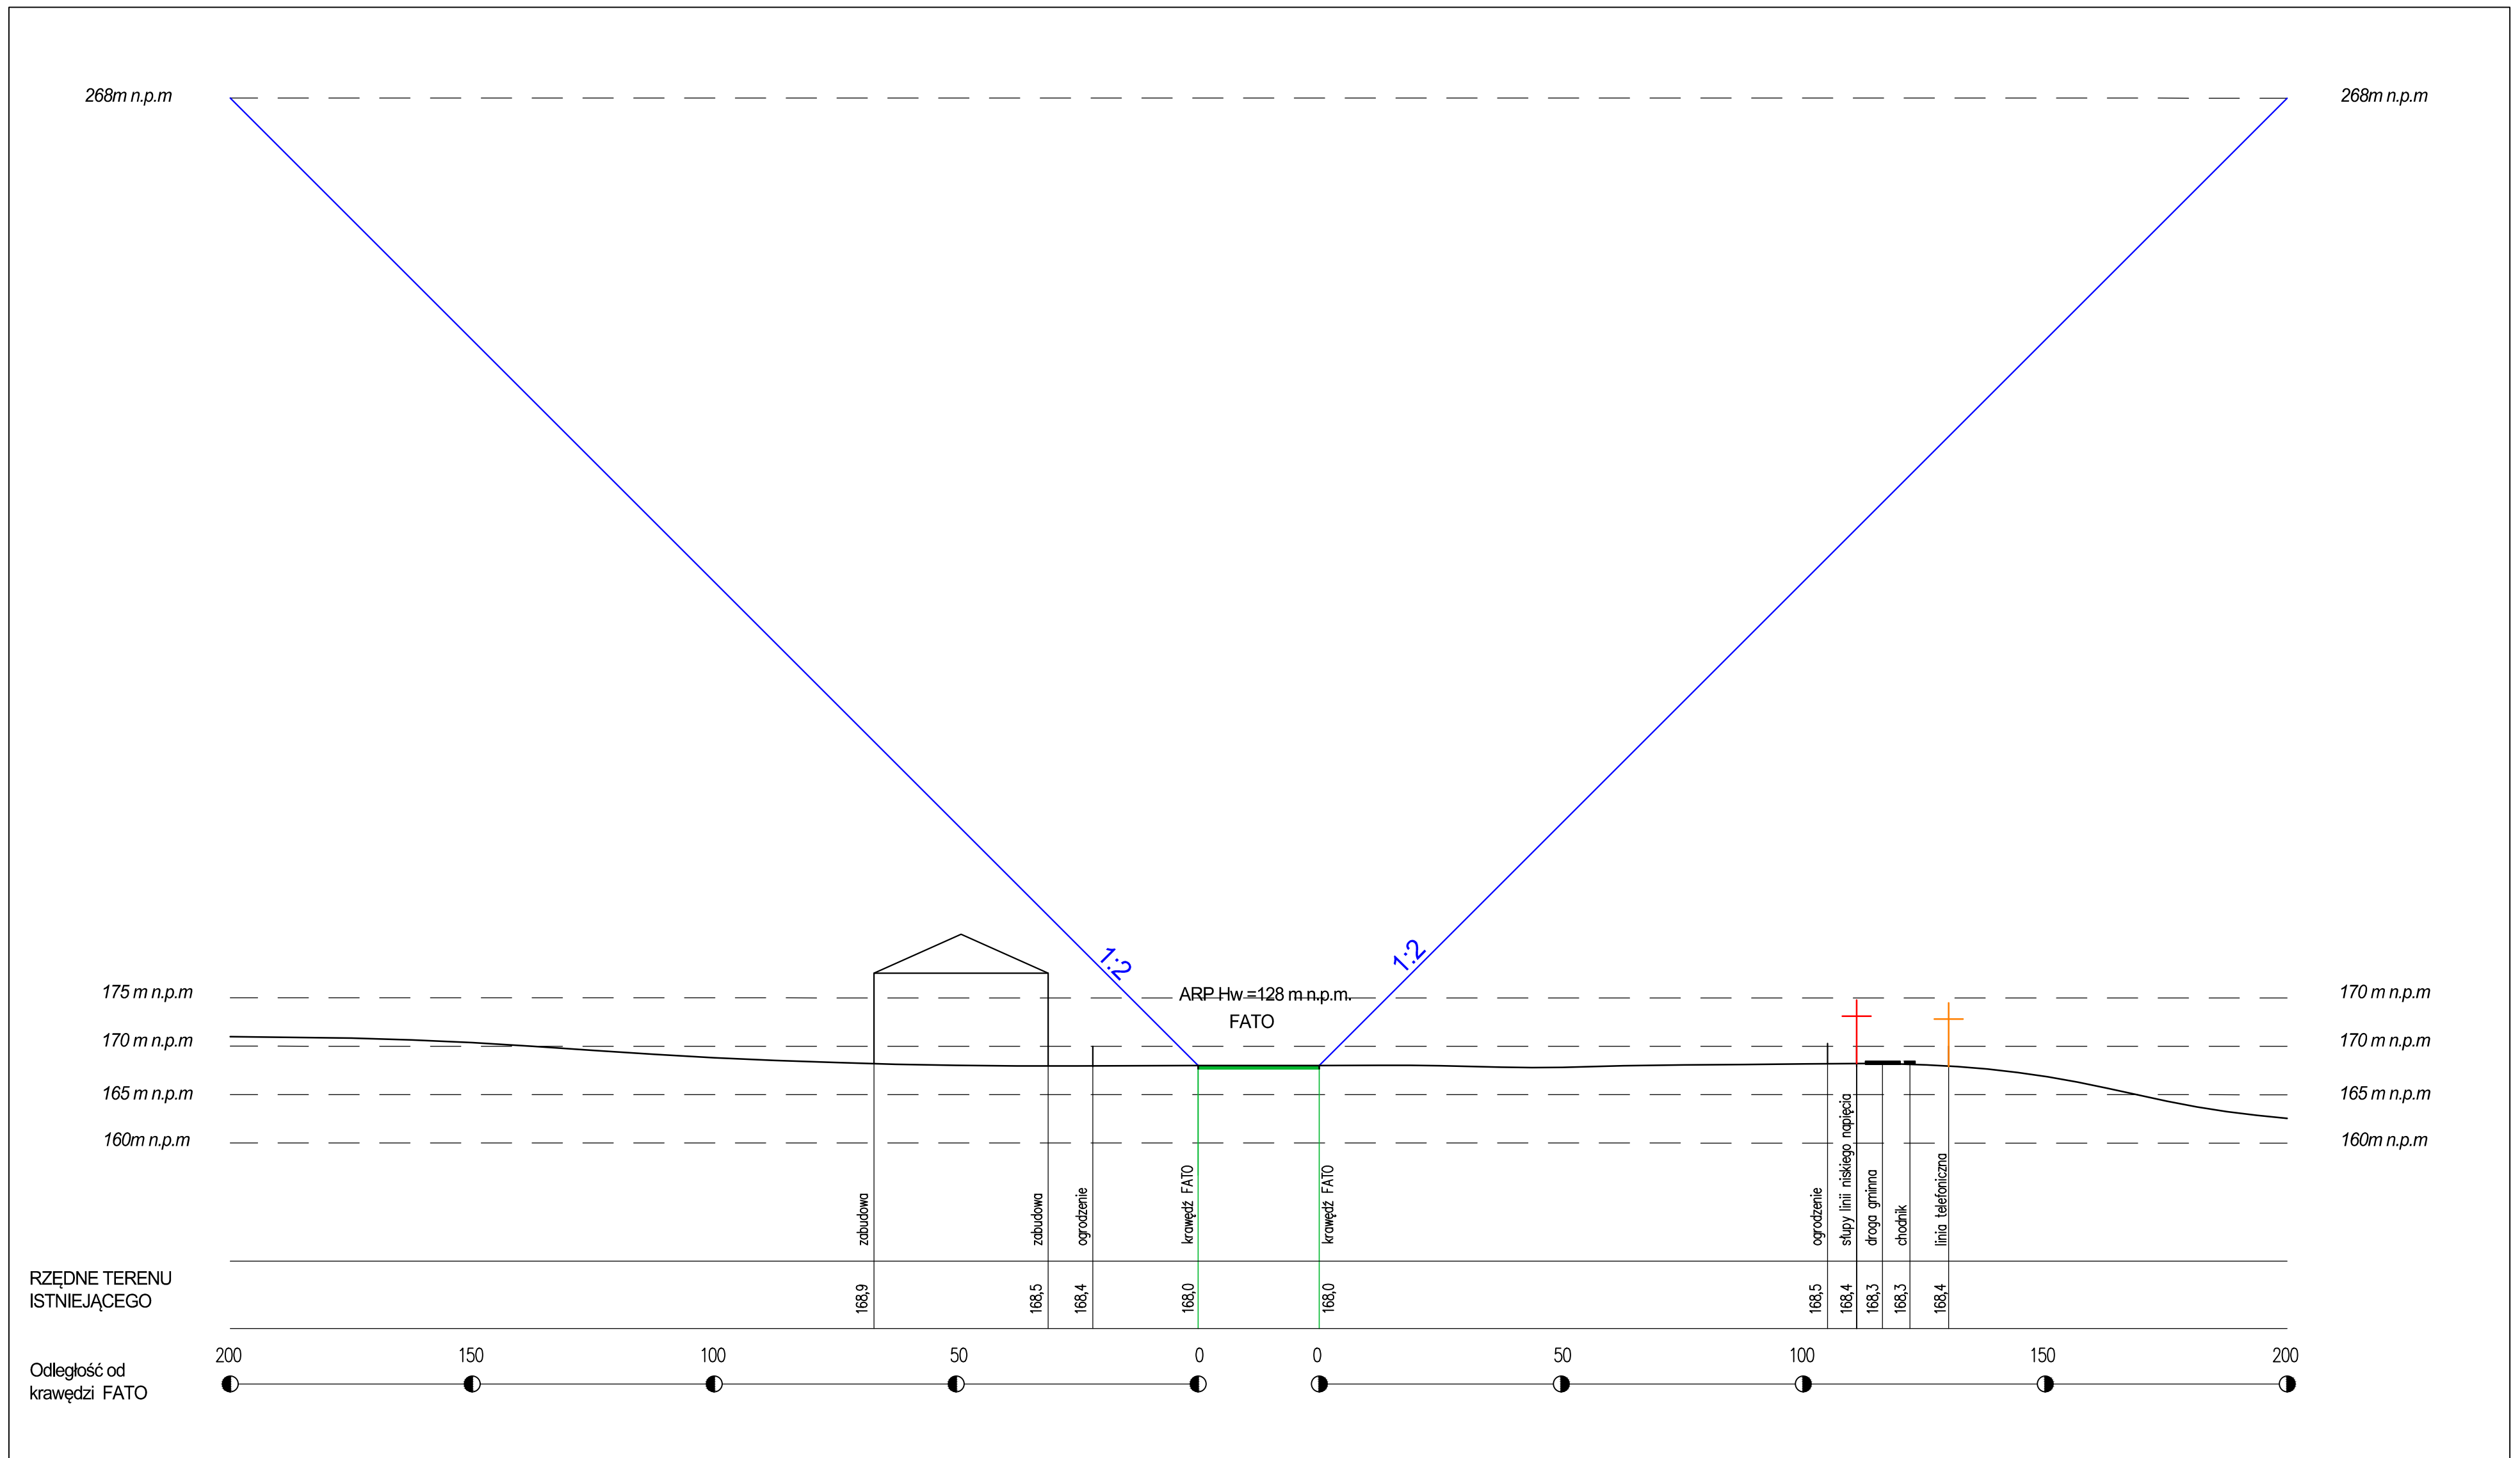 268m n.p.m
268m n.p.m
1:2
1:2
ARP Hw =128 m n.p.m.
FATO
175 m n.p.m
170 m n.p.m
170 m n.p.m
170 m n.p.m
165 m n.p.m
165 m n.p.m
160m n.p.m
160m n.p.m
zabudowa
zabudowa
ogrodzenie
krawędź FATO
krawędź FATO
ogrodzenie
słupy linii niskiego napięcia
droga gminna
chodnik
linia telefoniczna
RZĘDNE TERENU
ISTNIEJĄCEGO
168,9
168,5
168,4
168,0
168,0
168,5
168,4
168,3
168,3
168,4
Odległość od
krawędzi FATO
200 150 100 50 0 0 50 100 150 200